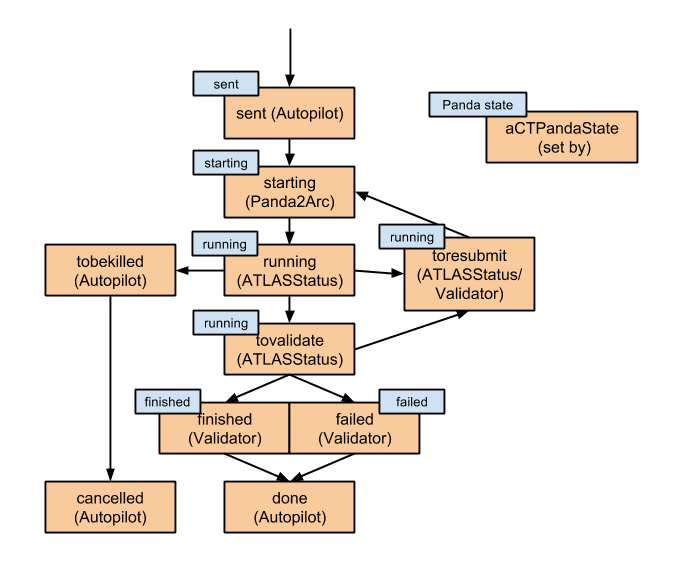 sent
sent (Autopilot)
Panda state
aCTPandaState
(set by)
starting
starting
(Panda2Arc)
running
running
(ATLASStatus)
running
toresubmit
(ATLASStatus/
Validator)
tobekilled
(Autopilot)
running
tovalidate
(ATLASStatus)
finished
finished
(Validator)
failed
failed
(Validator)
cancelled
(Autopilot)
done
(Autopilot)